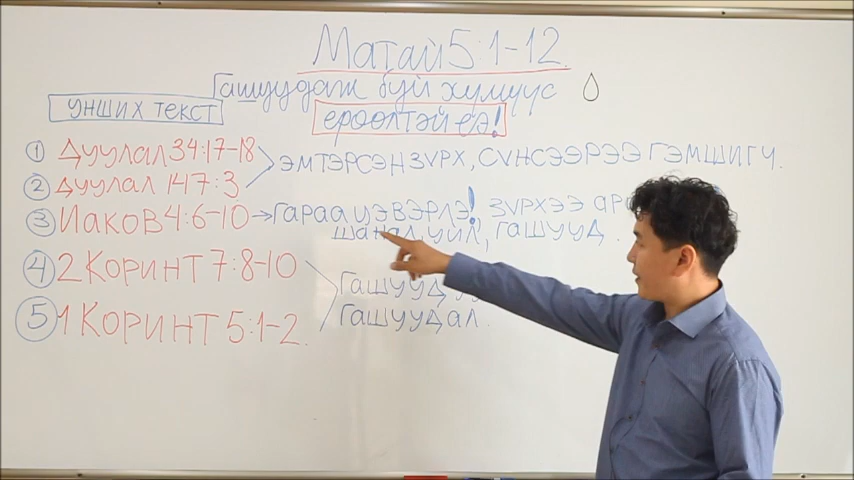 Матай 5:1-12.
Гашуудаж буй хүмүүс
ерөөлтэй еэ!
УНШИХ ТЕКСТ
① Дуулал 34:17-18
ЭМТЭРСЭН ЗҮРХ, СҮНСЭЭРЭЭ ГЭМШИГЧ.
② Дуулал 147:3
③ Иаков 4:6-10 → ГАРАА ЦЭВЭРЛЭ! ЗҮРХЭЭ
ШАНАЛ, УЙЛ, ГАШУУД.
④ 2 Коринт 7:8-10
⑤ 1 Коринт 5:1-2.
ГАШУУДАЛ.